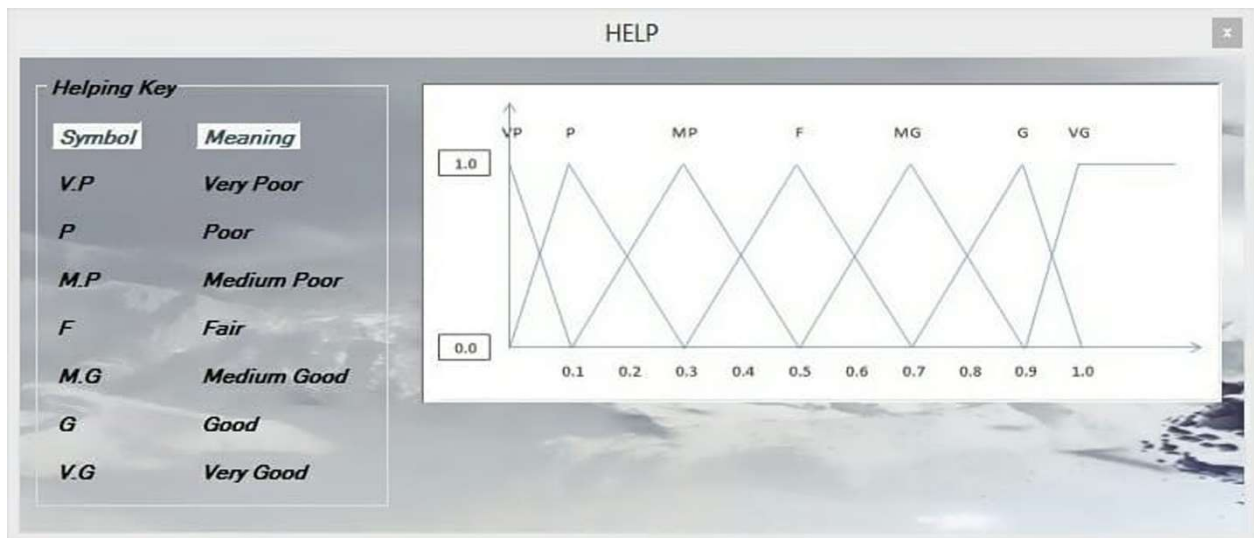 HELP
x
Helping Key
Symbol Meaning
V.P Very Poor
P Poor
M.P Medium Poor
F Fair
M.G Medium Good
G Good
V.G Very Good
VP P MP F MG G VG
1.0
0.0
0.1 0.2 0.3 0.4 0.5 0.6 0.7 0.8 0.9 1.0